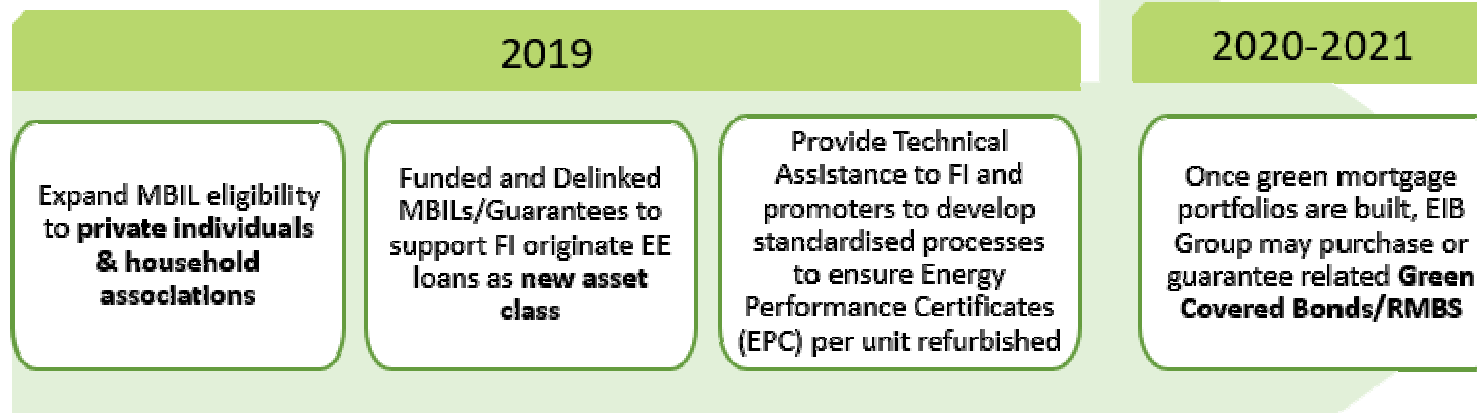 2019
Expand MBIL eligibility
to private individuals
& household
associations
Funded and Delinked
MBILs/Guarantees to
support FI originate EE
loans as new asset
class
Provide Technical
Assistance to FI and
promoters to develop
standardised processes
to ensure Energy
Performance Certificates
(EPC) per unit refurbished
2020-2021
Once green mortgage
portfolios are built, EIB
Group may purchase or
guarantee related Green
Covered Bonds/RMBS